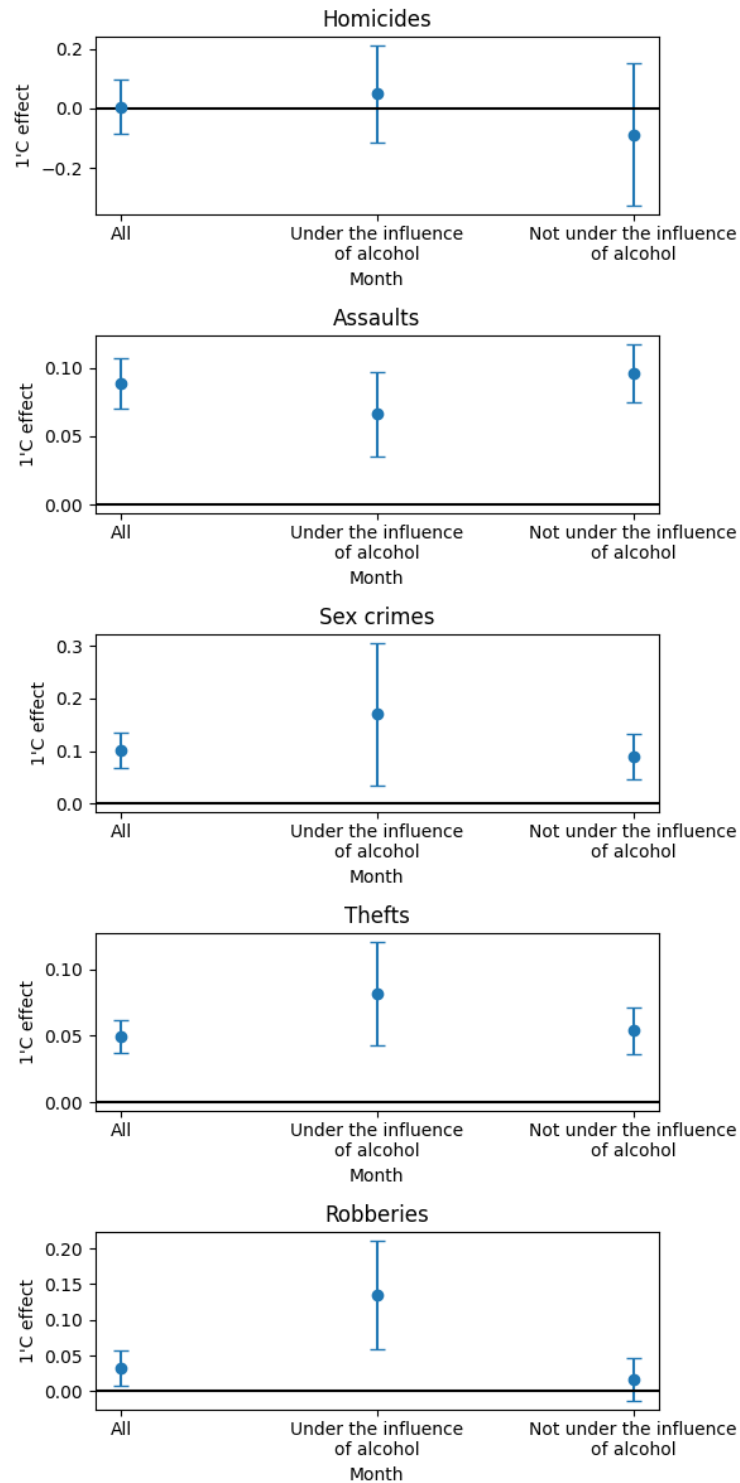 Homicides
1'C effect
0.2
0.0
−0.2
All
Under the influence
of alcohol
Not under the influence
of alcohol
Month
Assaults
1'C effect
0.10
0.05
0.00
All
Under the influence
of alcohol
Not under the influence
of alcohol
Month
Sex crimes
1'C effect
0.3
0.2
0.1
0.0
All
Under the influence
of alcohol
Not under the influence
of alcohol
Month
Thefts
1'C effect
0.10
0.05
0.00
All
Under the influence
of alcohol
Not under the influence
of alcohol
Month
Robberies
1'C effect
0.20
0.15
0.10
0.05
0.00
All
Under the influence
of alcohol
Not under the influence
of alcohol
Month